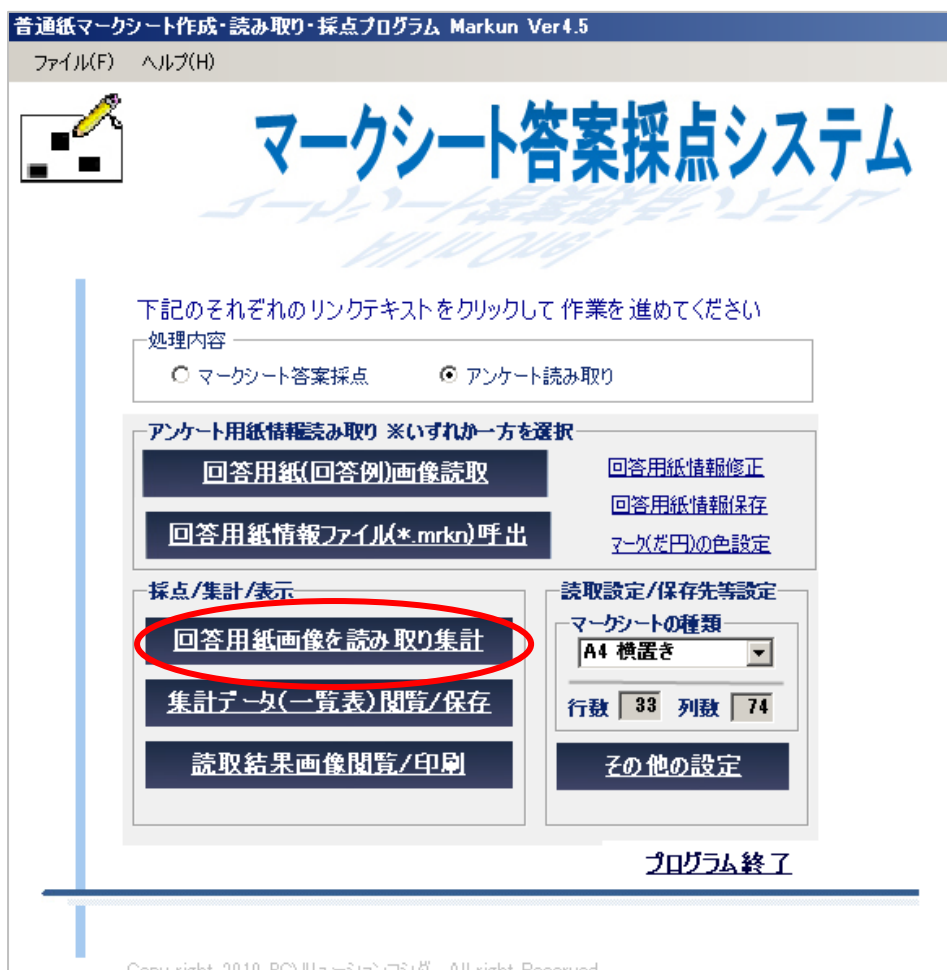 普通紙マークシート作成・読み取り・採点プログラム Markun Ver4.5
ファイル(F) ヘルプ(H)
マークシート答案採点システム
下記のそれぞれのリンクテキストをクリックして作業を進めてください
処理内容
マークシート答案採点 アンケート読み取り
アンケート用紙情報読み取り ※いずれか一方を選択
回答用紙(回答例)画像読取 回答用紙情報修正
回答用紙情報保存
回答用紙情報ファイル(*.mrkn)呼出 マーク(だ円)の色設定
採点/集計/表示 読取設定/保存先等設定
マークシートの種類
回答用紙画像を読み取り集計 A4 横置き
集計データ(一覧表)閲覧/保存 行数 33 列数 74
読取結果画像閲覧/印刷 その他の設定
プログラム終了
All right Reserved